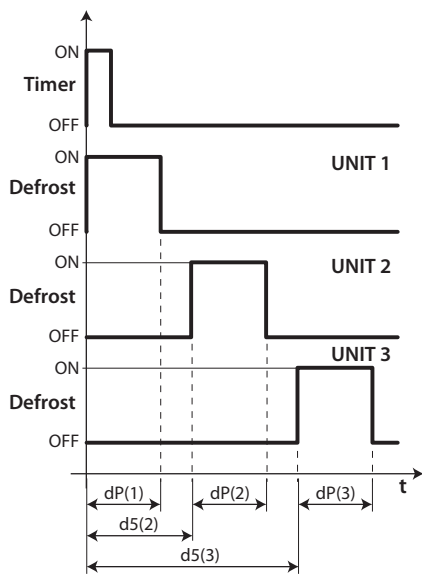 ON
Timer
OFF
ON
UNIT 1
Defrost
OFF
ON
UNIT 2
Defrost
OFF
UNIT 3
ON
Defrost
OFF
t
dP(1) dP(2) dP(3)
d5(2)
d5(3)